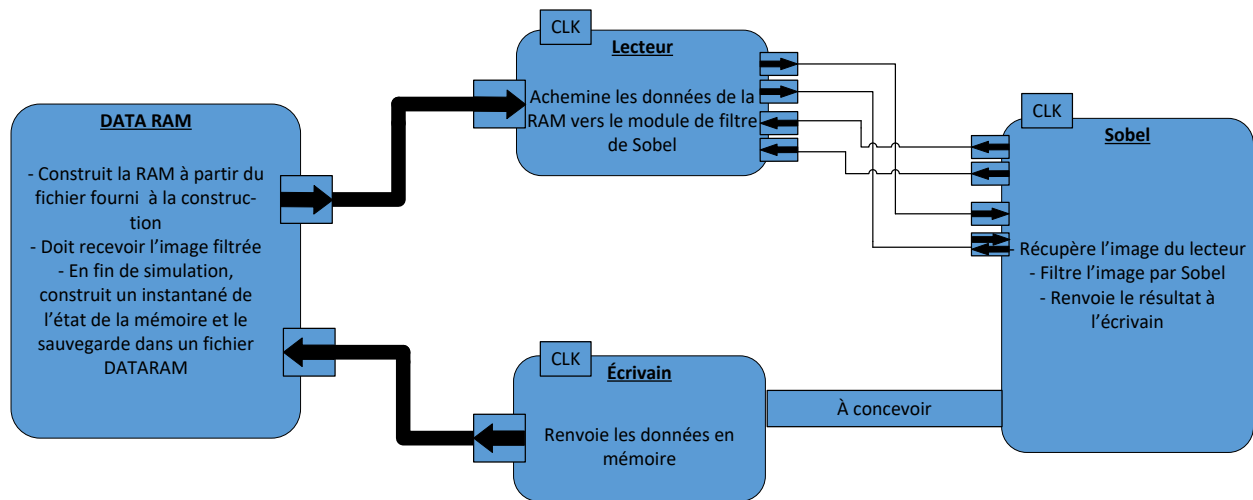 DATA RAM
- Construit la RAM à partir du
fichier fourni à la construc-
tion
- Doit recevoir l'image filtrée
- En fin de simulation,
construit un instantané de
l'état de la mémoire et le
sauvegarde dans un fichier
DATARAM
CLK
Lecteur
Achemine les données de la
RAM vers le module de filtre
de Sobel
CLK
Sobel
- Récupère l'image du lecteur
- Filtre l'image par Sobel
- Renvoie le résultat à
l'écrivain
CLK
Écrivain
Renvoie les données en
mémoire
À concevoir